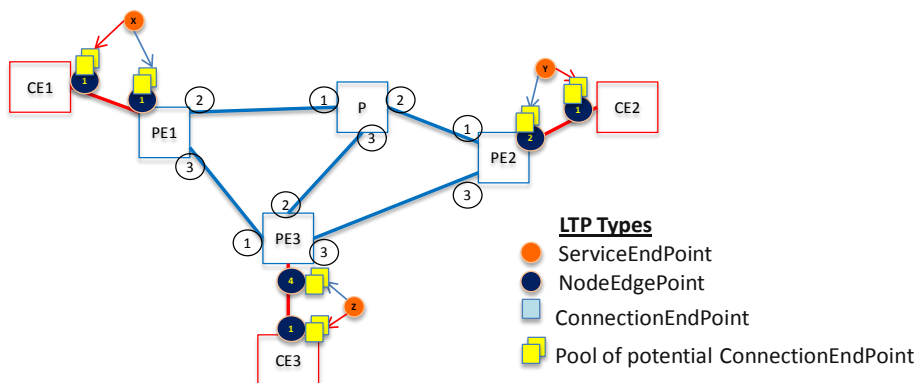 X
Y
CE1
1
1
2
1
P
2
1
CE2
PE1
3
1
PE2
2
3
3
2
1
PE3
3
LTP Types
ServiceEndPoint
4
Z
NodeEdgePoint
1
ConnectionEndPoint
CE3
Pool of potential ConnectionEndPoint